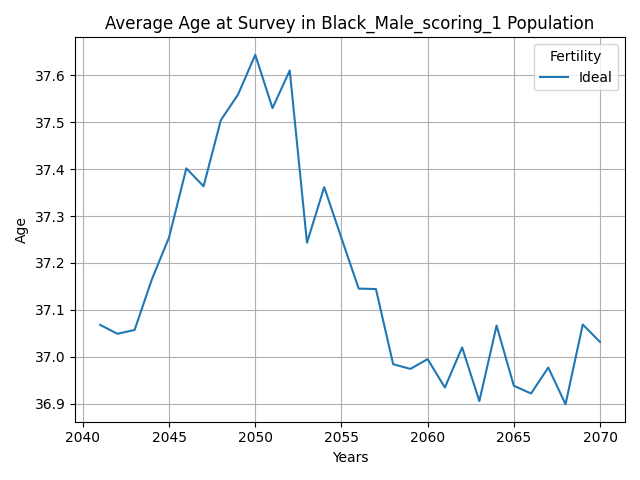 Average Age at Survey in Black_Male_scoring_1 Population
Fertility
Ideal
37.6
37.5
37.4
37.3
37.2
37.1
37.0
36.9
Age
2040 2045 2050 2055 2060 2065 2070
Years